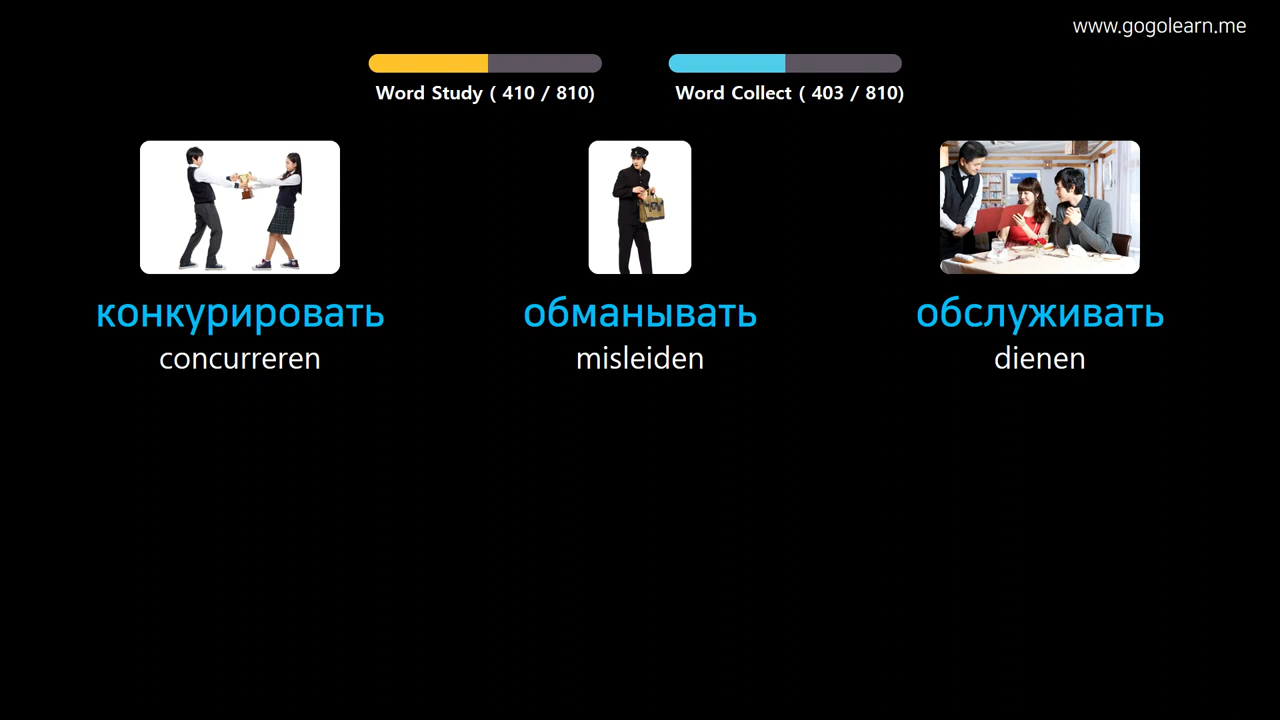 www.gogolearn.me
Word Study ( 410 / 810)
Word Collect ( 403 / 810)
конкурировать
обманывать
обслуживать
concurreren
misleiden
dienen